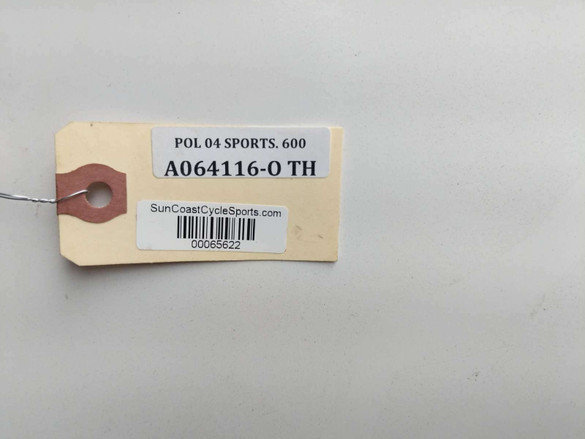 POL 04 SPORTS. 600
A064116-O TH
SunCoastCycleSports.com
00065622